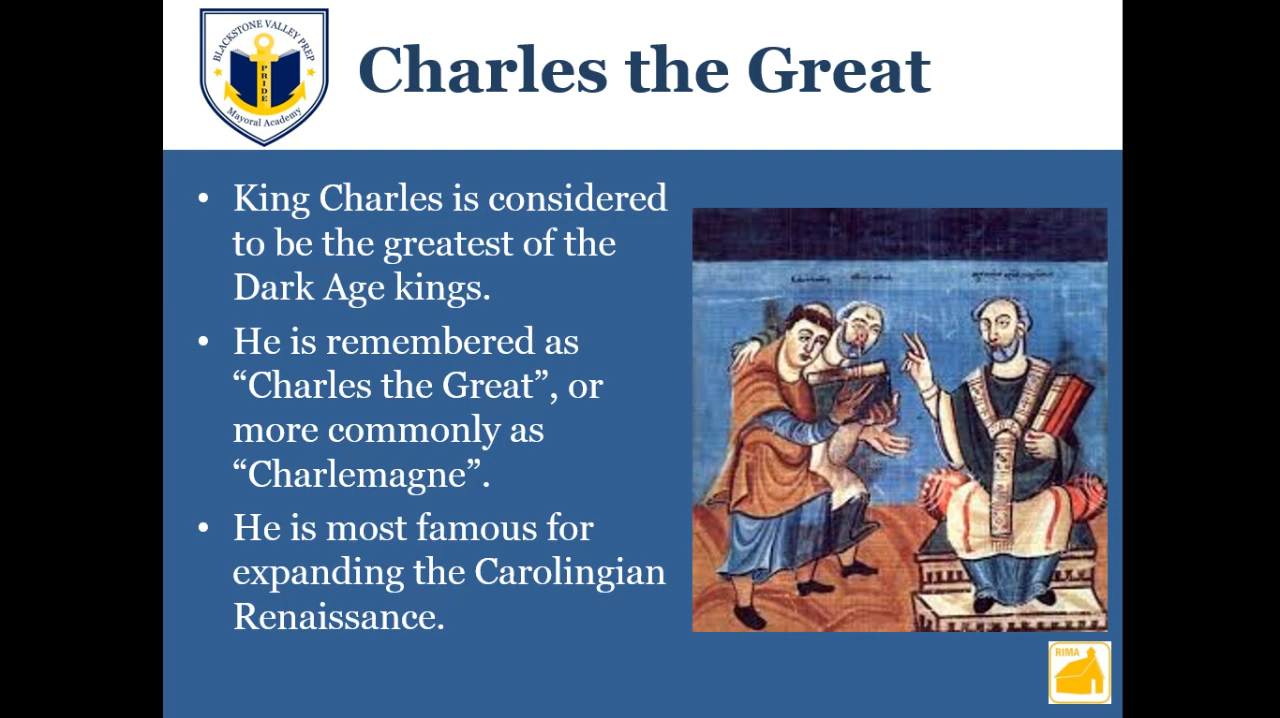 BLACKSTONE VALLEY PREP
PRIDE
Mayoral Academy
Charles the Great
• King Charles is considered
to be the greatest of the
Dark Age kings.
• He is remembered as
“Charles the Great”, or
more commonly as
“Charlemagne”.
• He is most famous for
expanding the Carolingian
Renaissance.
RIMA